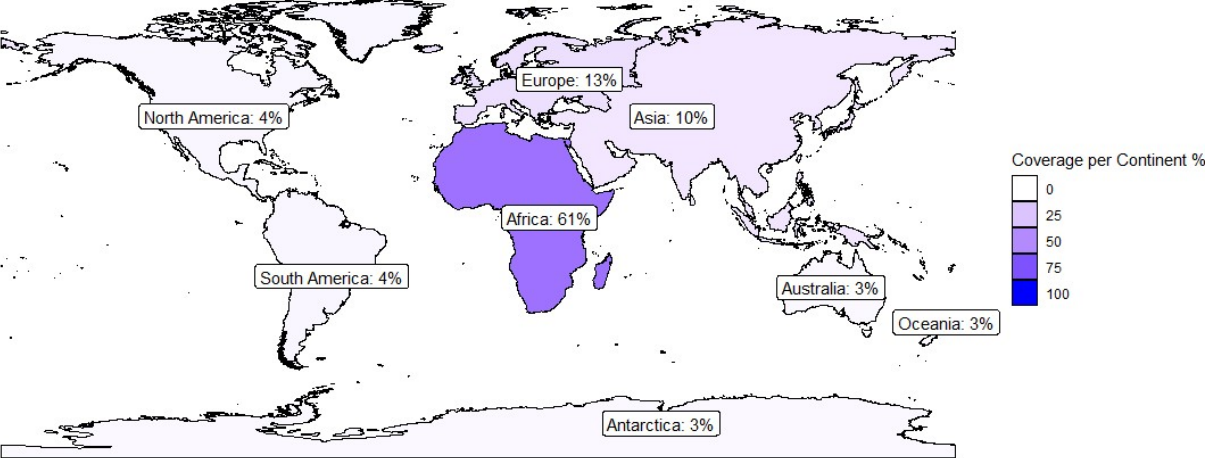 Europe: 13%
North America: 4%
Asia: 10%
Africa: 61%
South America: 4%
Australia: 3%
Oceania: 3%
Antarctica: 3%
Coverage per Continent %
0
25
50
75
100